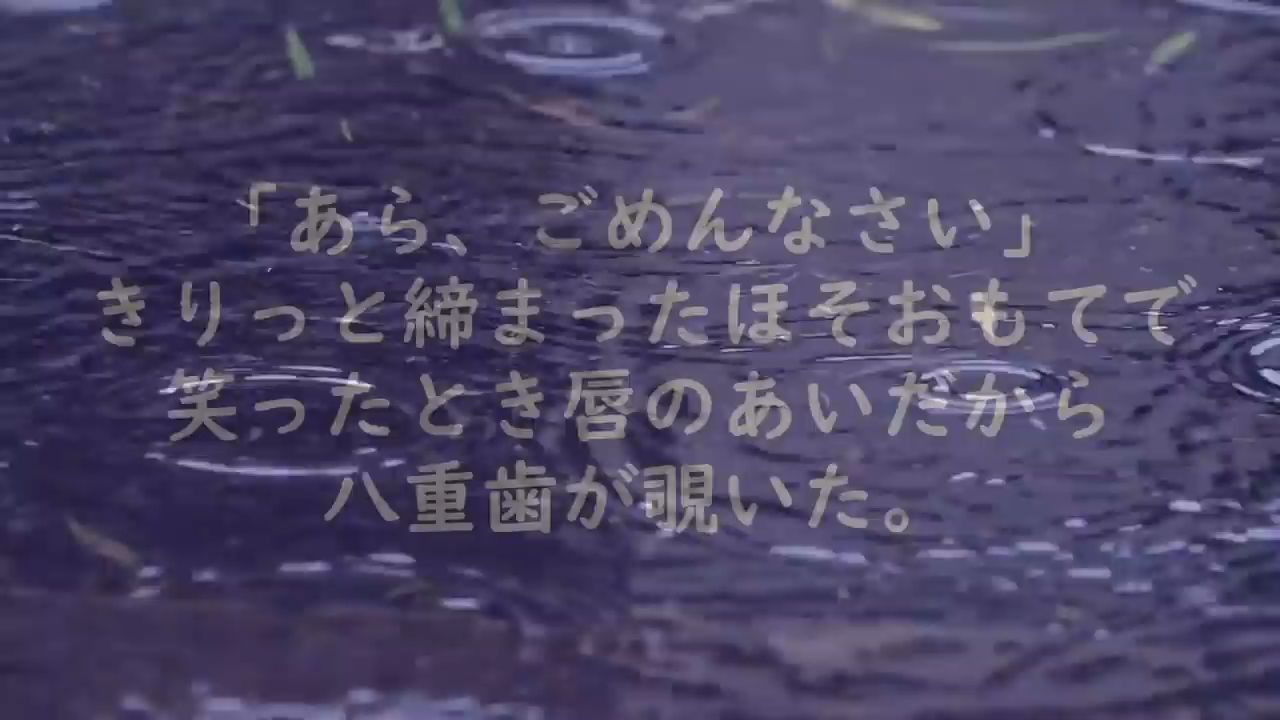 「あら、ごめんなさい」
きりっと締まったほそおもてで
笑ったとき唇のあいだから
八重歯が覗いた。